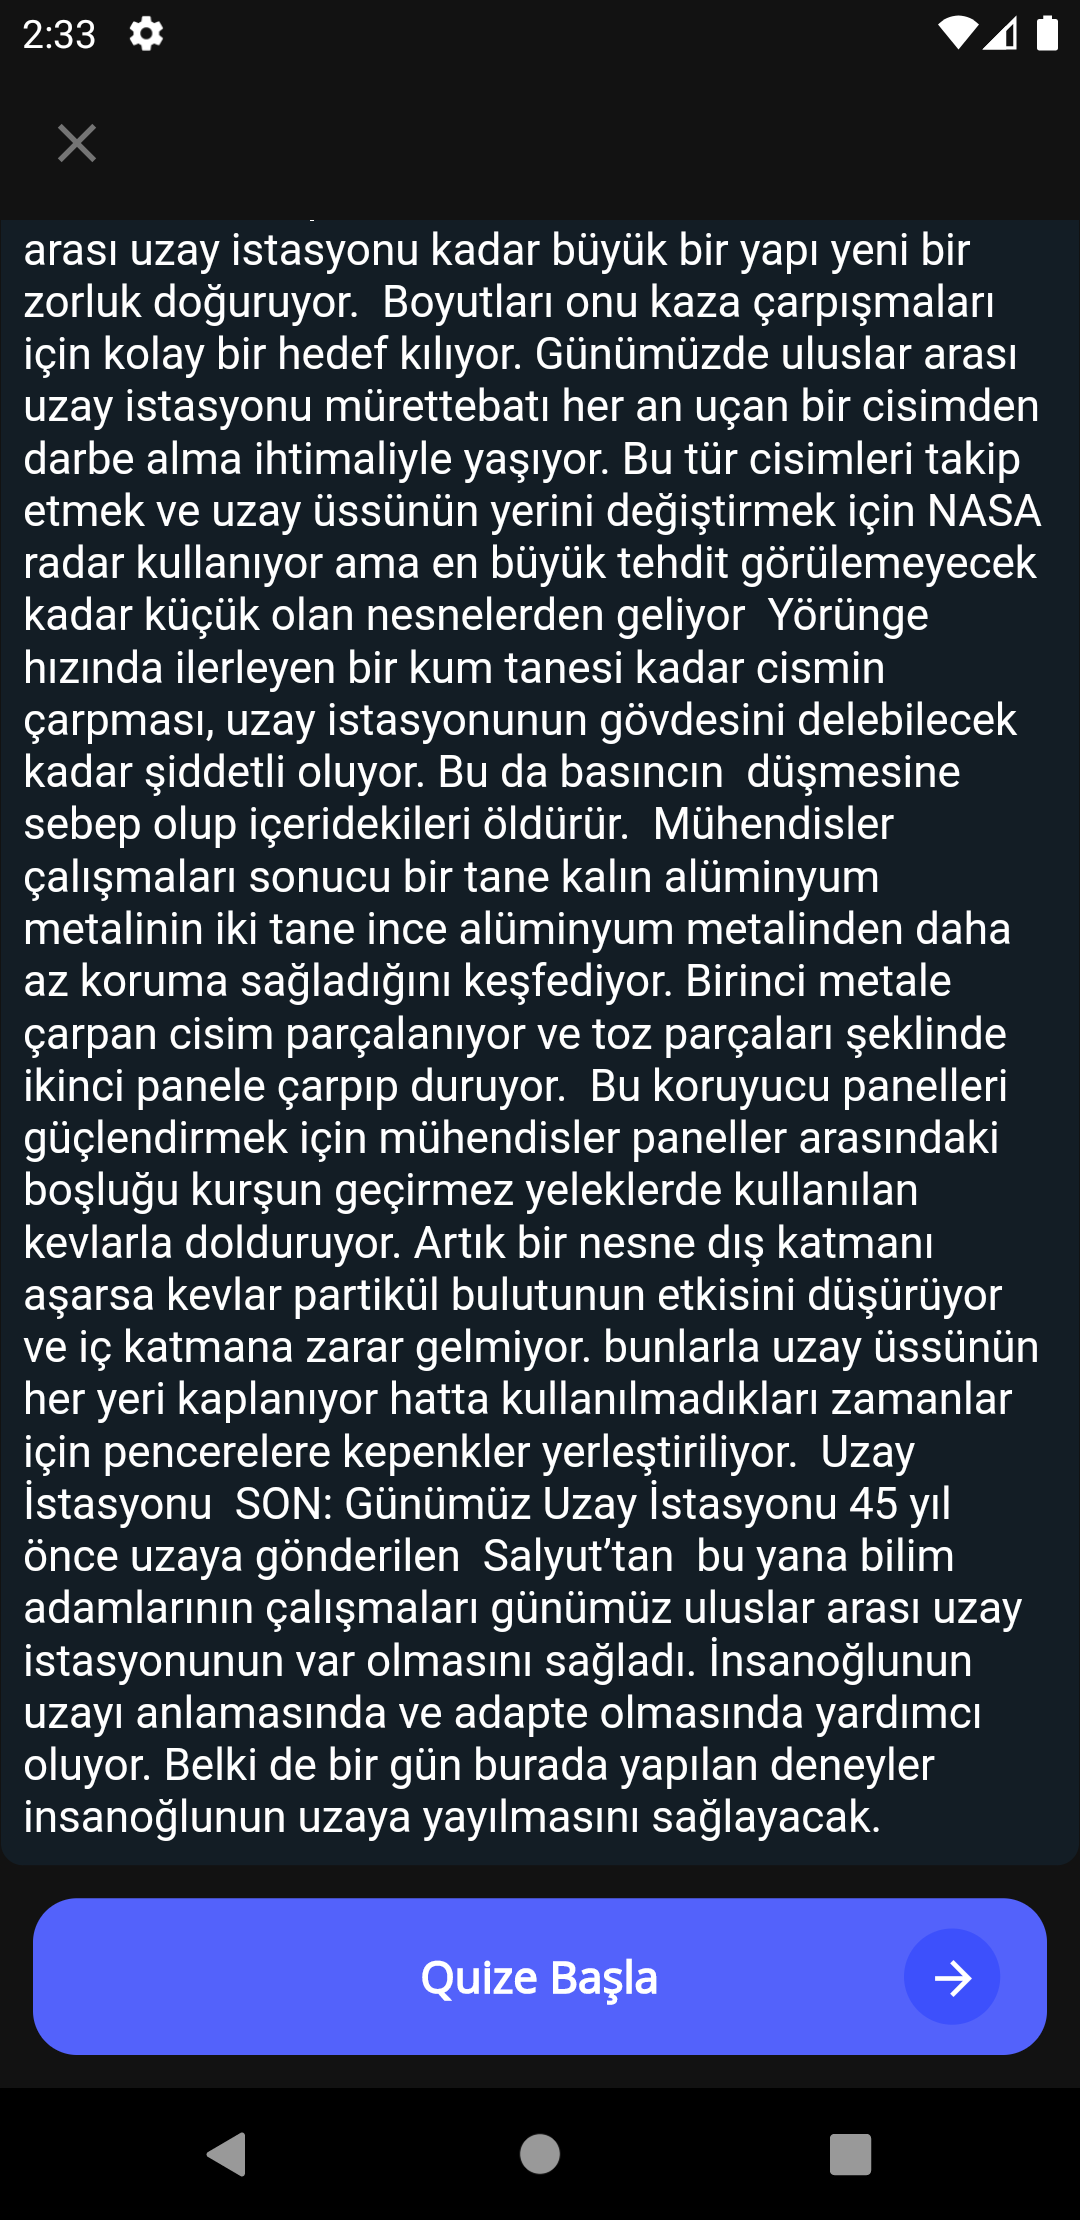 2:33
arası uzay istasyonu kadar büyük bir yapı yeni bir
zorluk doğuruyor.  Boyutları onu kaza çarpışmaları
için kolay bir hedef kılıyor. Günümüzde uluslar arası
uzay istasyonu mürettebatı her an uçan bir cisimden
darbe alma ihtimaliyle yaşıyor. Bu tür cisimleri takip
etmek ve uzay üssünün yerini değiştirmek için NASA
radar kullanıyor ama en büyük tehdit görülemeyecek
kadar küçük olan nesnelerden geliyor  Yörünge
hızında ilerleyen bir kum tanesi kadar cismin
çarpması, uzay istasyonunun gövdesini delebilecek
kadar şiddetli oluyor. Bu da basıncın  düşmesine
sebep olup içeridekileri öldürür.  Mühendisler
çalışmaları sonucu bir tane kalın alüminyum
metalinin iki tane ince alüminyum metalinden daha
az koruma sağladığını keşfediyor. Birinci metale
çarpan cisim parçalanıyor ve toz parçaları şeklinde
ikinci panele çarpıp duruyor.  Bu koruyucu panelleri
güçlendirmek için mühendisler paneller arasındaki
boşluğu kurşun geçirmez yeleklerde kullanılan
kevlarla dolduruyor. Artık bir nesne dış katmanı
aşarsa kevlar partikül bulutunun etkisini düşürüyor
ve iç katmana zarar gelmiyor. bunlarla uzay üssünün
her yeri kaplanıyor hatta kullanılmadıkları zamanlar
için pencerelere kepenkler yerleştiriliyor.  Uzay
İstasyonu  SON: Günümüz Uzay İstasyonu 45 yıl
önce uzaya gönderilen  Salyut’tan  bu yana bilim
adamlarının çalışmaları günümüz uluslar arası uzay
istasyonunun var olmasını sağladı. İnsanoğlunun
uzayı anlamasında ve adapte olmasında yardımcı
oluyor. Belki de bir gün burada yapılan deneyler
insanoğlunun uzaya yayılmasını sağlayacak.
Quize Başla